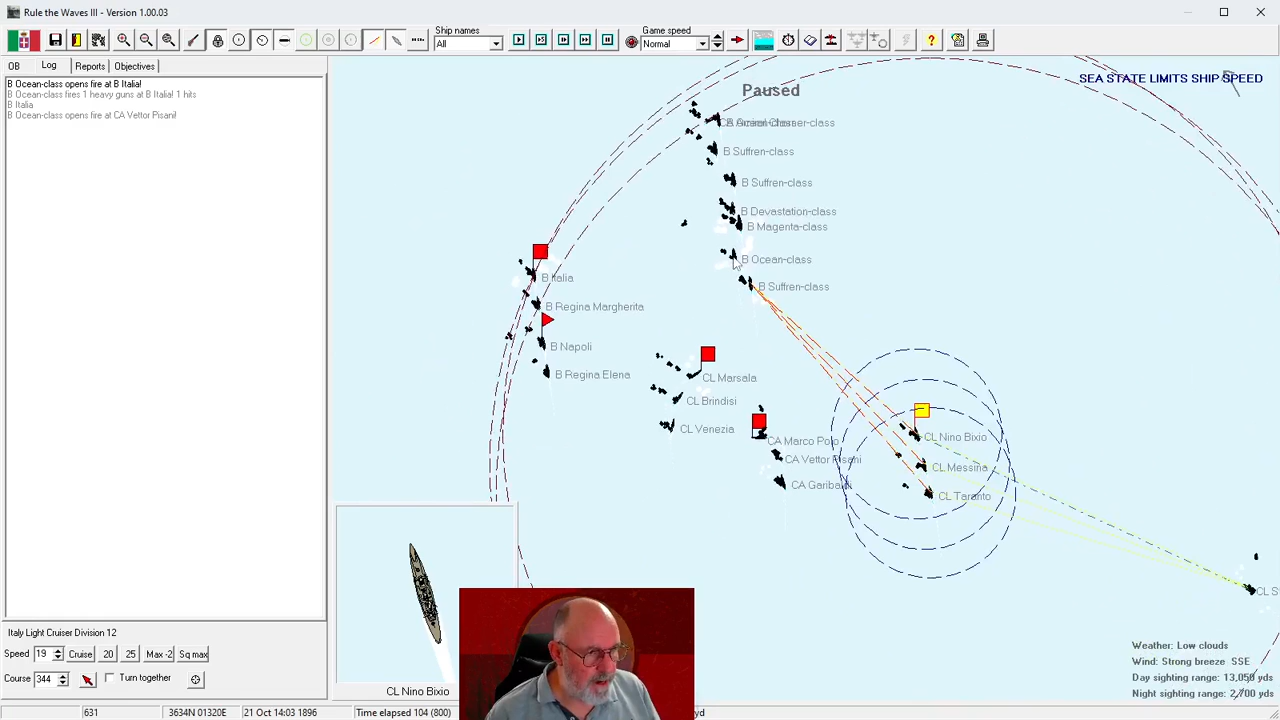 Rule the Waves III - Version 1.00.03
Ship names
All
Game speed
Normal
OB
Log
Reports
Objectives
B Ocean-class opens fire at B Italia!
B Ocean-class fires 1 heavy guns at B Italia! 1 hits
B Italia
B Ocean-class opens fire at CA Vettor Pisani!
SEA STATE LIMITS SHIP SPEED
Paused
B Suffren-class
B Suffren-class
B Devastation-class
B Magenta-class
B Ocean-class
B Suffren-class
B Italia
B Regina Margherita
B Napoli
B Regina Elena
CL Marsala
CL Brindisi
CL Venezia
CA Marco Polo
CA Vettor Pisani
CA Garibaldi
CL Nino Bixio
CL Messina
CL Taranto
CL S
Weather: Low clouds
Wind: Strong breeze SSE
Day sighting range: 13,050 yds
Night sighting range: 2,700 yds
Italy Light Cruiser Division 12
Speed 19 Cruise 20 25 Max -2 Sq max
Course 344 Turn together
CL Nino Bixio
631
3634N 01320E
21 Oct 14:03 1896
Time elapsed 104 (800)
yd